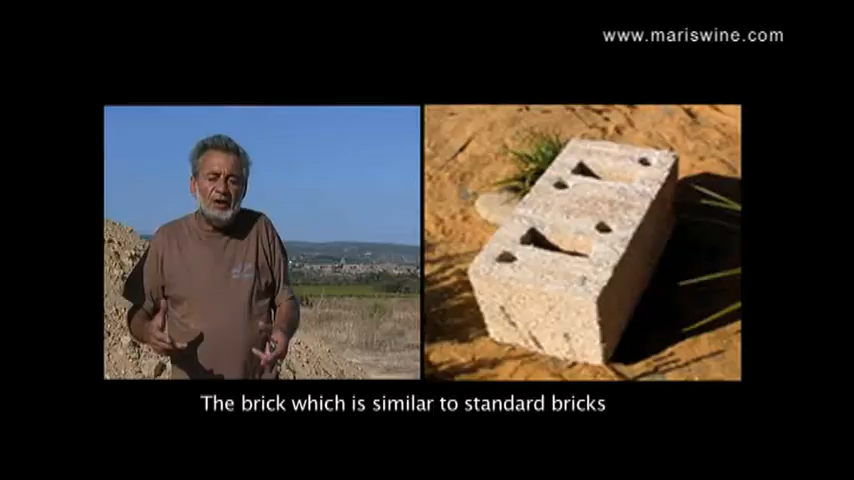 www.mariswine.com
The brick which is similar to standard bricks